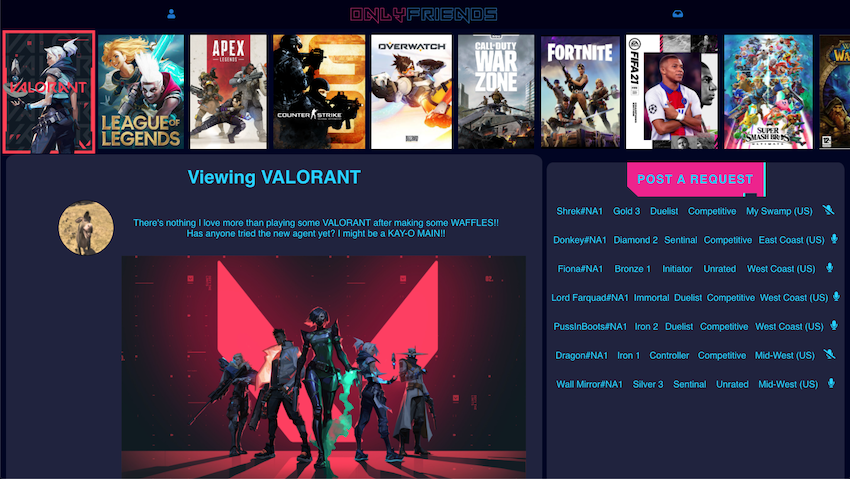 ONLYFRIENDS
VALORANT
LEAGUE OF
LEGENDS
APEX
LEGENDS
COUNTER STRIKE
OVERWATCH
BLIZZARD
CALL OF DUTY
WAR
ZONE
FORTNITE
EA SPORTS
FIFA 21
SUPER
SMASH BROS.
ULTIMATE
12
Viewing VALORANT
There's nothing I love more than playing some VALORANT after making some WAFFLES!!
Has anyone tried the new agent yet? I might be a KAY-O MAIN!!
POST A REQUEST
Shrek#NA1 Gold 3 Duelist Competitive My Swamp (US)
Donkey#NA1 Diamond 2 Sentinal Competitive East Coast (US)
Fiona#NA1 Bronze 1 Initiator Unrated West Coast (US)
Lord Farquad#NA1 Immortal Duelist Competitive West Coast (US)
PussInBoots#NA1 Iron 2 Duelist Competitive West Coast (US)
Dragon#NA1 Iron 1 Controller Competitive Mid-West (US)
Wall Mirror#NA1 Silver 3 Sentinal Unrated Mid-West (US)